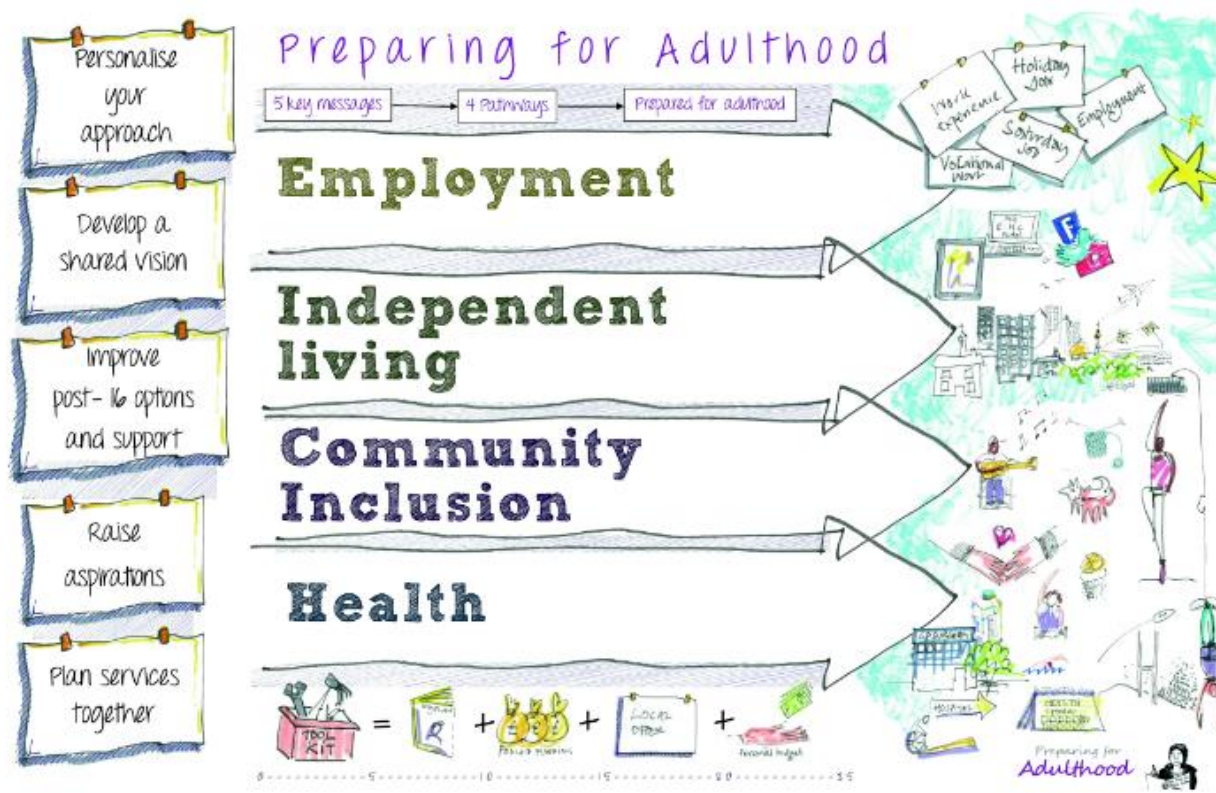 Preparing for Adulthood
5 key messages
4 Pathways
Prepared for adulthood
Personalise
your
approach
Develop a
shared vision
Improve
post-16 options
and support
Raise
aspirations
Plan services
together
Employment
Independent
living
Community
Inclusion
Health
Work
experience
Holiday
Job
Saturday
Job
Employment
Vocational
Work
F
TOOL
KIT
=
R
+
+
LOCAL
OFFER
+
Personal budget
0
5
10
15
20
25
HOSPITAL
HEALTH
Preparing for
Adulthood